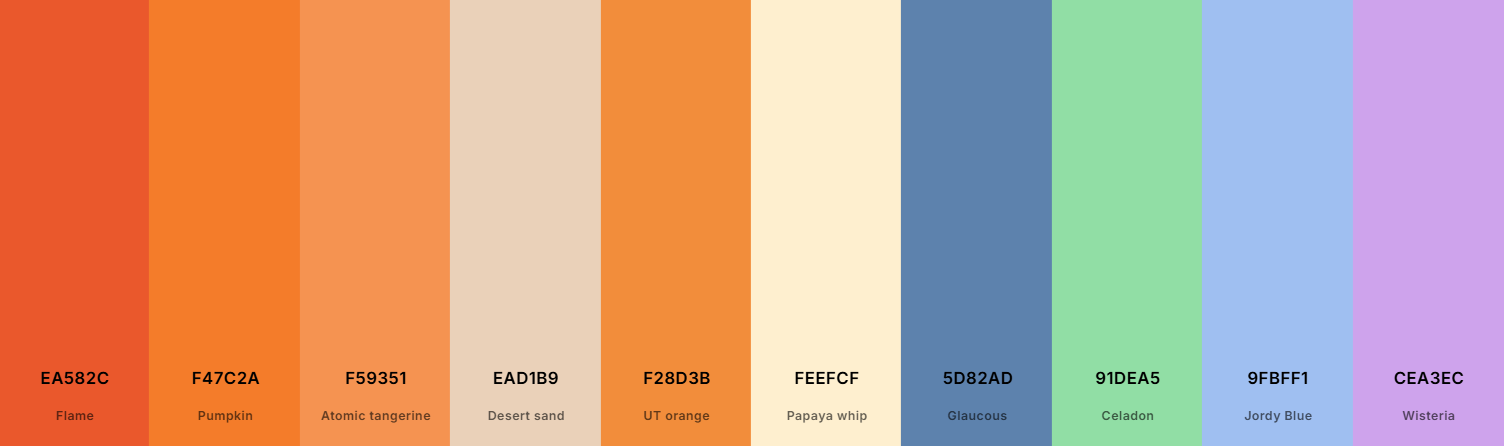 EA582C
F47C2A
F59351
EAD1B9
F28D3B
FEEFCF
5D82AD
91DEA5
9FBFF1
CEA3EC
Flame
Pumpkin
Atomic tangerine
Desert sand
UT orange
Papaya whip
Glaucous
Celadon
Jordy Blue
Wisteria